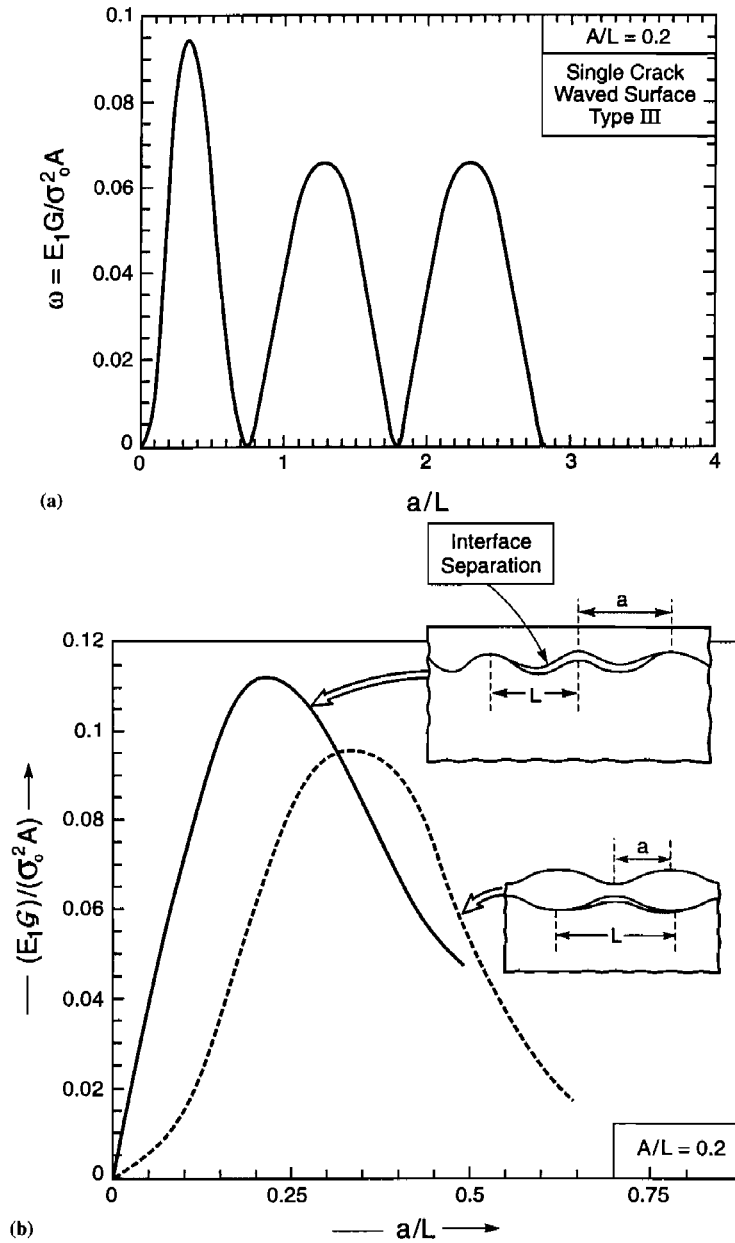 0.1
A/L = 0.2
Single Crack
Waved Surface
Type III
0.08
0.06
0.04
0.02
0
ω = E₁G/σ²ₒA
0 1 2 3 4
(a)
a/L
Interface
Separation
a
L
0.12
0.1
0.08
0.06
0.04
0.02
0
(E₁𝒢)/(σ²ₒA)
a
L
A/L = 0.2
0 0.25 0.5 0.75
(b)
a/L